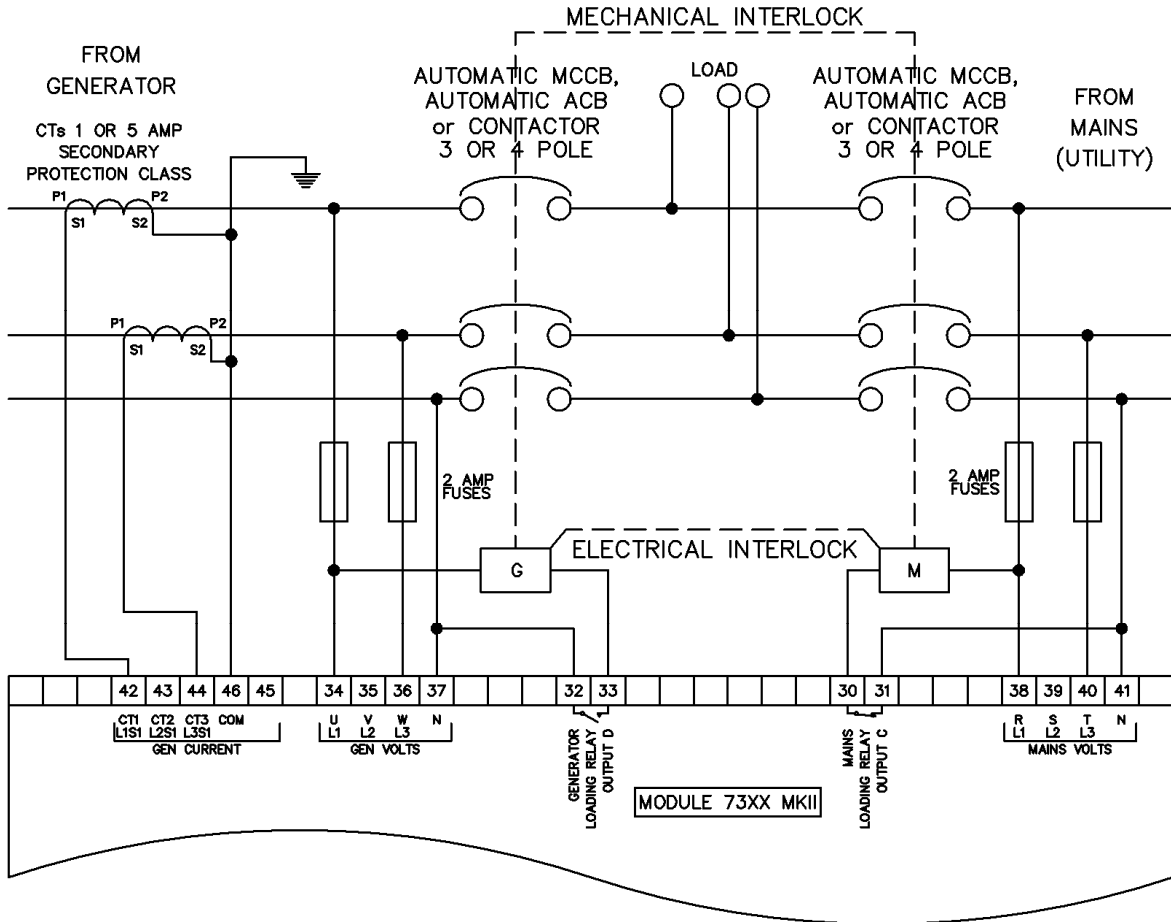 MECHANICAL INTERLOCK
FROM
GENERATOR
CTs 1 OR 5 AMP
SECONDARY
PROTECTION CLASS
AUTOMATIC MCCB,
AUTOMATIC ACB
or CONTACTOR
3 OR 4 POLE
LOAD
AUTOMATIC MCCB,
AUTOMATIC ACB
or CONTACTOR
3 OR 4 POLE
FROM
MAINS
(UTILITY)
P1 P2
S1 S2
P1 P2
S1 S2
2 AMP
FUSES
2 AMP
FUSES
ELECTRICAL INTERLOCK
G
M
42 43 44 46 45 34 35 36 37 32 33 30 31 38 39 40 41
CT1 CT2 CT3 COM
L1S1 L2S1 L3S1
GEN CURRENT
U V W N
L1 L2 L3
GEN VOLTS
GENERATOR
LOADING RELAY
OUTPUT D
MAINS
LOADING RELAY
OUTPUT C
R S T N
L1 L2 L3
MAINS VOLTS
MODULE 73XX MKII